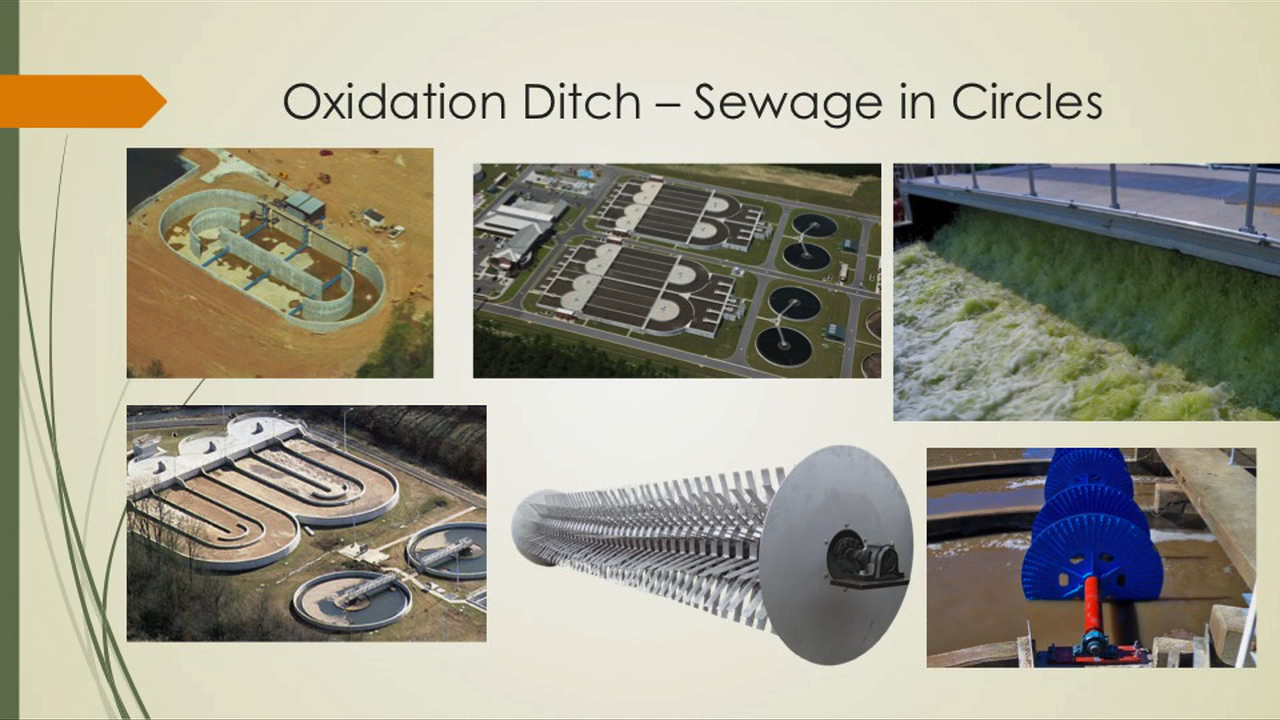 Oxidation Ditch – Sewage in Circles